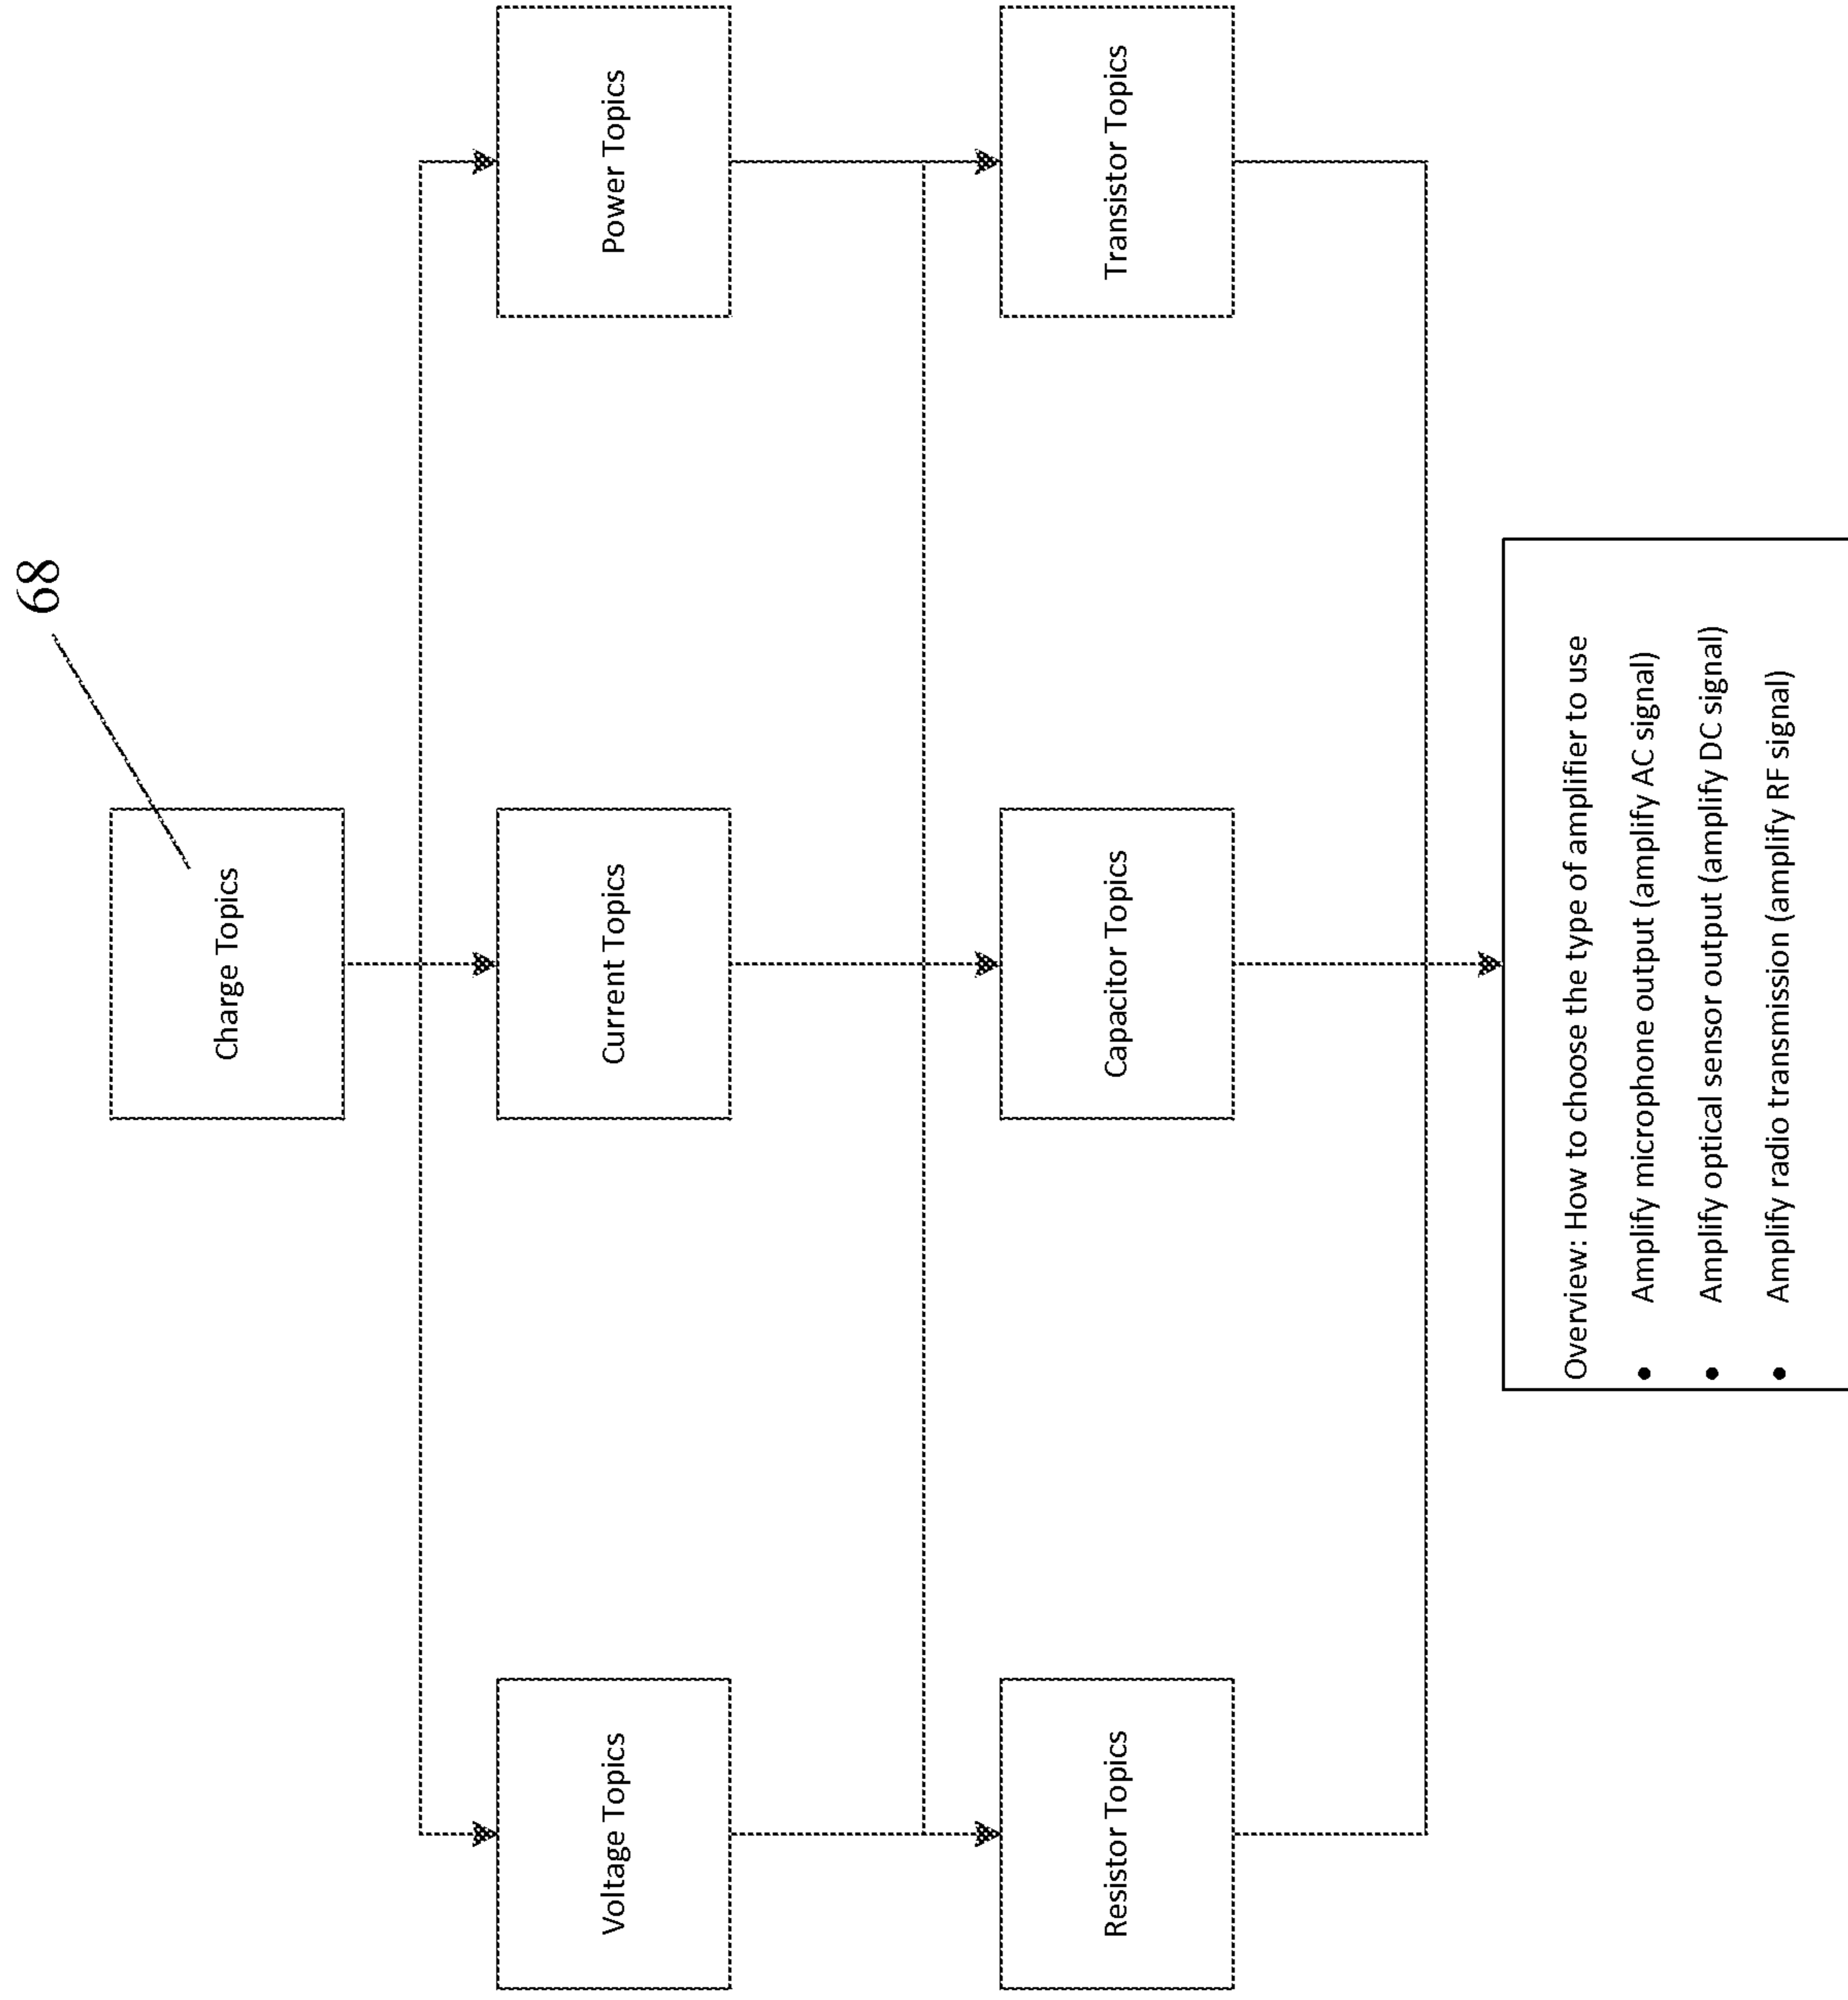 68
Charge Topics
Voltage Topics
Current Topics
Power Topics
Resistor Topics
Capacitor Topics
Transistor Topics
Overview: How to choose the type of amplifier to use
• Amplify microphone output (amplify AC signal)
• Amplify optical sensor output (amplify DC signal)
• Amplify radio transmission (amplify RF signal)